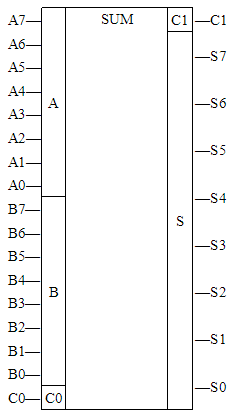 A7 SUM C1 C1
A6 S7
A5
A4 S6
A3 A
A2 S5
A1
A0 S4
B7 S
B6 S3
B5
B4 B S2
B3
B2 S1
B1
B0 S0
C0 C0